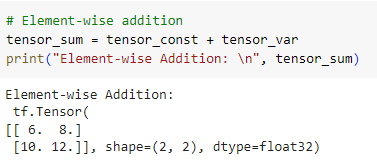 # Element-wise addition
tensor_sum = tensor_const + tensor_var
print("Element-wise Addition: \n", tensor_sum)
Element-wise Addition:
 tf.Tensor(
[[ 6.  8.]
 [10. 12.]], shape=(2, 2), dtype=float32)